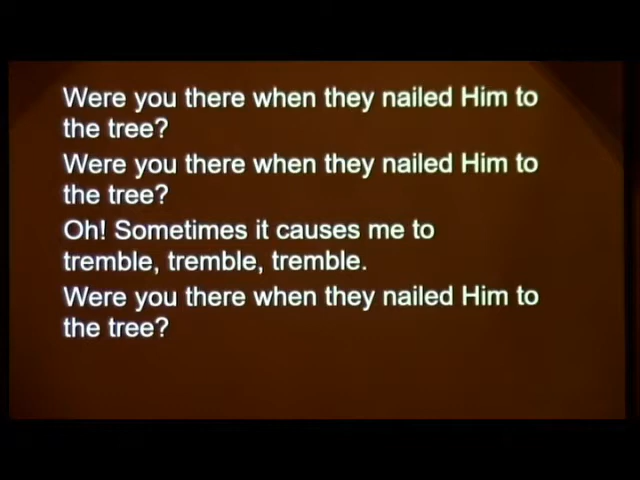 Were you there when they nailed Him to
the tree?
Were you there when they nailed Him to
the tree?
Oh! Sometimes it causes me to
tremble, tremble, tremble.
Were you there when they nailed Him to
the tree?